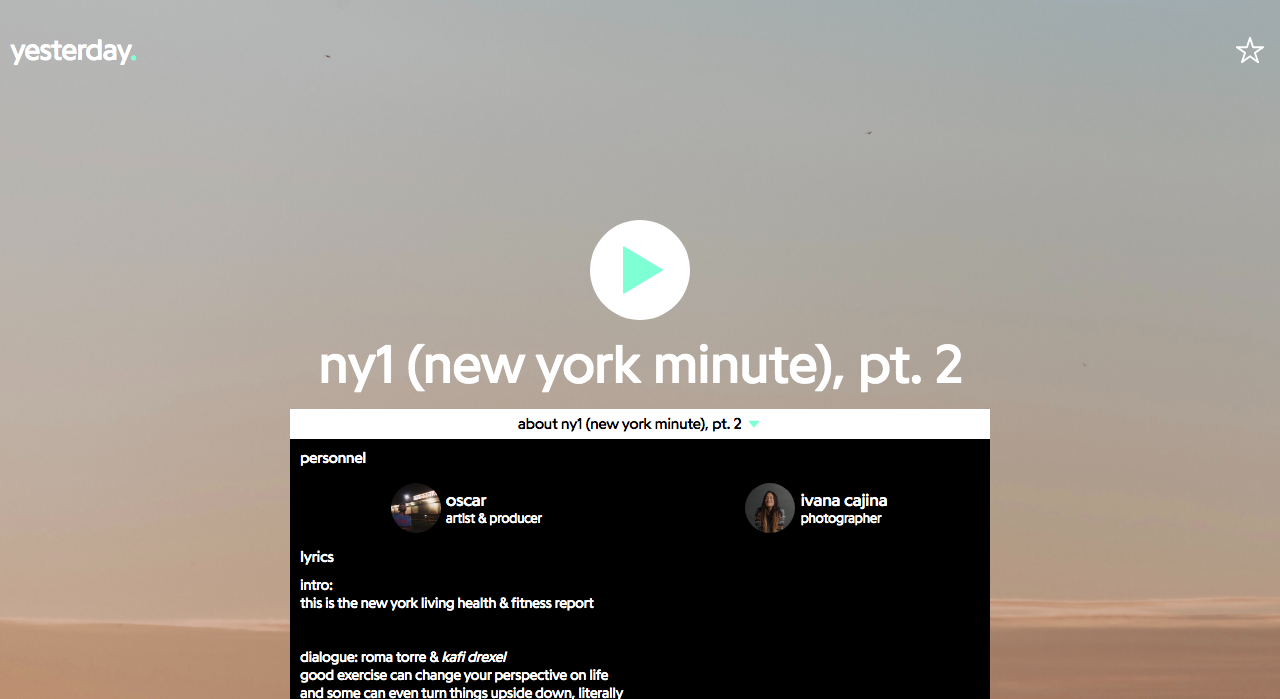 yesterday.
ny1 (new york minute), pt. 2
about ny1 (new york minute), pt. 2
personnel
oscar
artist & producer
ivana cajina
photographer
lyrics
intro:
this is the new york living health & fitness report
dialogue: roma torre & kafi drexel
good exercise can change your perspective on life
and some can even turn things upside down, literally